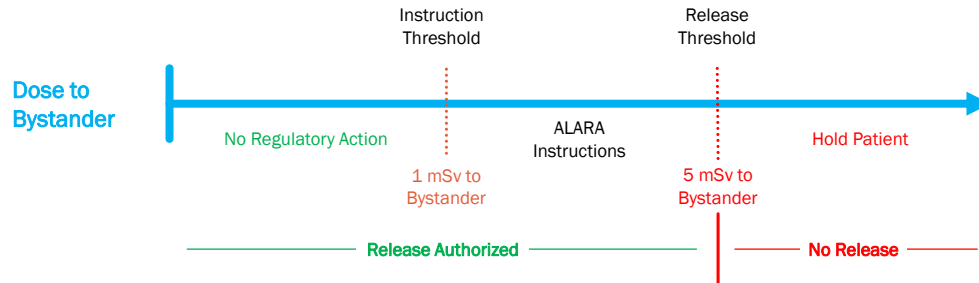 Instruction
Threshold
Release
Threshold
Dose to
Bystander
No Regulatory Action
ALARA
Instructions
Hold Patient
1 mSv to
Bystander
5 mSv to
Bystander
Release Authorized
No Release